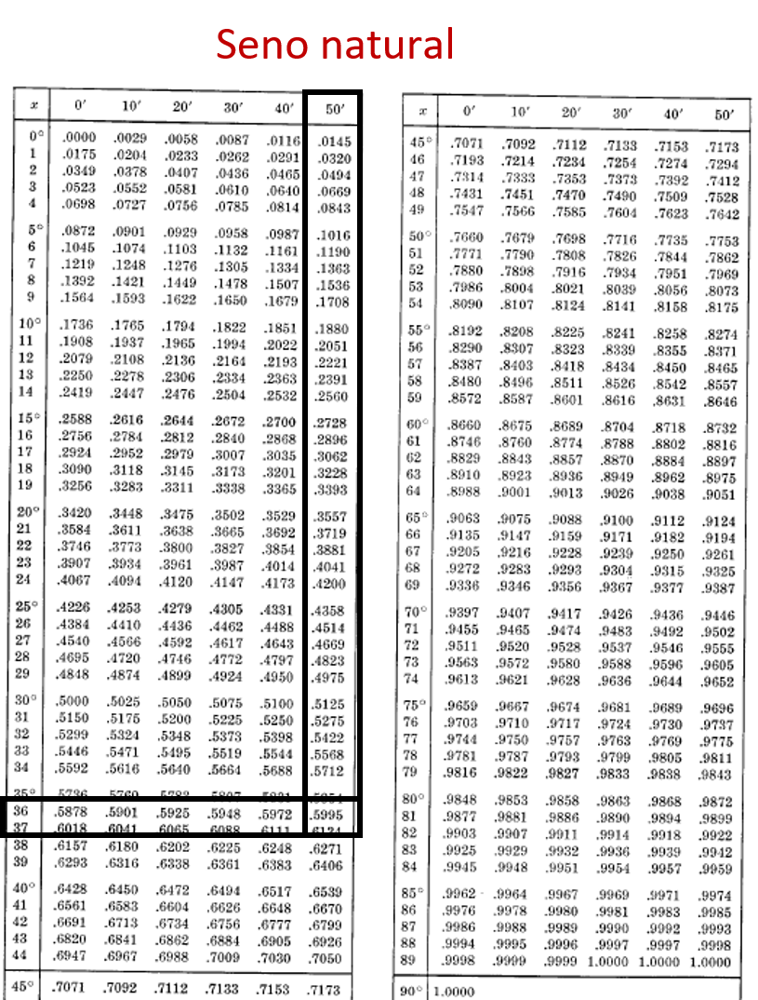 Seno natural
x 0′ 10′ 20′ 30′ 40′ 50′
0° .0000 .0029 .0058 .0087 .0116 .0145
1 .0175 .0204 .0233 .0262 .0291 .0320
2 .0349 .0378 .0407 .0436 .0465 .0494
3 .0523 .0552 .0581 .0610 .0640 .0669
4 .0698 .0727 .0756 .0785 .0814 .0843
5° .0872 .0901 .0929 .0958 .0987 .1016
6 .1045 .1074 .1103 .1132 .1161 .1190
7 .1219 .1248 .1276 .1305 .1334 .1363
8 .1392 .1421 .1449 .1478 .1507 .1536
9 .1564 .1593 .1622 .1650 .1679 .1708
10° .1736 .1765 .1794 .1822 .1851 .1880
11 .1908 .1937 .1965 .1994 .2022 .2051
12 .2079 .2108 .2136 .2164 .2193 .2221
13 .2250 .2278 .2306 .2334 .2363 .2391
14 .2419 .2447 .2476 .2504 .2532 .2560
15° .2588 .2616 .2644 .2672 .2700 .2728
16 .2756 .2784 .2812 .2840 .2868 .2896
17 .2924 .2952 .2979 .3007 .3035 .3062
18 .3090 .3118 .3145 .3173 .3201 .3228
19 .3256 .3283 .3311 .3338 .3365 .3393
20° .3420 .3448 .3475 .3502 .3529 .3557
21 .3584 .3611 .3638 .3665 .3692 .3719
22 .3746 .3773 .3800 .3827 .3854 .3881
23 .3907 .3934 .3961 .3987 .4014 .4041
24 .4067 .4094 .4120 .4147 .4173 .4200
25° .4226 .4253 .4279 .4305 .4331 .4358
26 .4384 .4410 .4436 .4462 .4488 .4514
27 .4540 .4566 .4592 .4617 .4643 .4669
28 .4695 .4720 .4746 .4772 .4797 .4823
29 .4848 .4874 .4899 .4924 .4950 .4975
30° .5000 .5025 .5050 .5075 .5100 .5125
31 .5150 .5175 .5200 .5225 .5250 .5275
32 .5299 .5324 .5348 .5373 .5398 .5422
33 .5446 .5471 .5495 .5519 .5544 .5568
34 .5592 .5616 .5640 .5664 .5688 .5712
35° .5736 .5760 .5783 .5807 .5831 .5854
36 .5878 .5901 .5925 .5948 .5972 .5995
37 .6018 .6041 .6065 .6088 .6111 .6134
38 .6157 .6180 .6202 .6225 .6248 .6271
39 .6293 .6316 .6338 .6361 .6383 .6406
40° .6428 .6450 .6472 .6494 .6517 .6539
41 .6561 .6583 .6604 .6626 .6648 .6670
42 .6691 .6713 .6734 .6756 .6777 .6799
43 .6820 .6841 .6862 .6884 .6905 .6926
44 .6947 .6967 .6988 .7009 .7030 .7050
45° .7071 .7092 .7112 .7133 .7153 .7173
x 0′ 10′ 20′ 30′ 40′ 50′
45° .7071 .7092 .7112 .7133 .7153 .7173
46 .7193 .7214 .7234 .7254 .7274 .7294
47 .7314 .7333 .7353 .7373 .7392 .7412
48 .7431 .7451 .7470 .7490 .7509 .7528
49 .7547 .7566 .7585 .7604 .7623 .7642
50° .7660 .7679 .7698 .7716 .7735 .7753
51 .7771 .7790 .7808 .7826 .7844 .7862
52 .7880 .7898 .7916 .7934 .7951 .7969
53 .7986 .8004 .8021 .8039 .8056 .8073
54 .8090 .8107 .8124 .8141 .8158 .8175
55° .8192 .8208 .8225 .8241 .8258 .8274
56 .8290 .8307 .8323 .8339 .8355 .8371
57 .8387 .8403 .8418 .8434 .8450 .8465
58 .8480 .8496 .8511 .8526 .8542 .8557
59 .8572 .8587 .8601 .8616 .8631 .8646
60° .8660 .8675 .8689 .8704 .8718 .8732
61 .8746 .8760 .8774 .8788 .8802 .8816
62 .8829 .8843 .8857 .8870 .8884 .8897
63 .8910 .8923 .8936 .8949 .8962 .8975
64 .8988 .9001 .9013 .9026 .9038 .9051
65° .9063 .9075 .9088 .9100 .9112 .9124
66 .9135 .9147 .9159 .9171 .9182 .9194
67 .9205 .9216 .9228 .9239 .9250 .9261
68 .9272 .9283 .9293 .9304 .9315 .9325
69 .9336 .9346 .9356 .9367 .9377 .9387
70° .9397 .9407 .9417 .9426 .9436 .9446
71 .9455 .9465 .9474 .9483 .9492 .9502
72 .9511 .9520 .9528 .9537 .9546 .9555
73 .9563 .9572 .9580 .9588 .9596 .9605
74 .9613 .9621 .9628 .9636 .9644 .9652
75° .9659 .9667 .9674 .9681 .9689 .9696
76 .9703 .9710 .9717 .9724 .9730 .9737
77 .9744 .9750 .9757 .9763 .9769 .9775
78 .9781 .9787 .9793 .9799 .9805 .9811
79 .9816 .9822 .9827 .9833 .9838 .9843
80° .9848 .9853 .9858 .9863 .9868 .9872
81 .9877 .9881 .9886 .9890 .9894 .9899
82 .9903 .9907 .9911 .9914 .9918 .9922
83 .9925 .9929 .9932 .9936 .9939 .9942
84 .9945 .9948 .9951 .9954 .9957 .9959
85° .9962 .9964 .9967 .9969 .9971 .9974
86 .9976 .9978 .9980 .9981 .9983 .9985
87 .9986 .9988 .9989 .9990 .9992 .9993
88 .9994 .9995 .9996 .9997 .9997 .9998
89 .9998 .9999 .9999 1.0000 1.0000 1.0000
90° 1.0000